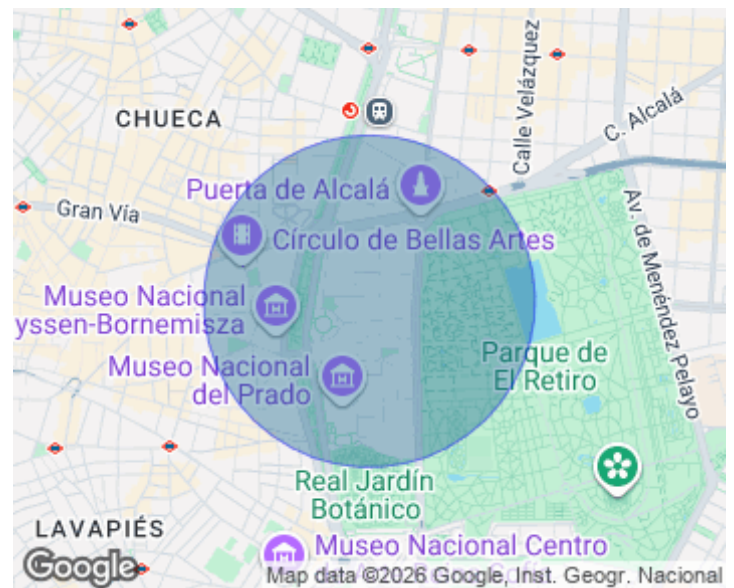 CHUECA
Calle Velázquez
C. Alcalá
Puerta de Alcalá
Gran Vía
Círculo de Bellas Artes
Av. de Menéndez Pelayo
Museo Nacional
yssen-Bornemisza
Museo Nacional
del Prado
Parque de
El Retiro
Real Jardín
Botánico
LAVAPIÉS
Museo Nacional Centro
Google
Map data ©2026 Google, Inst. Geogr. Nacional